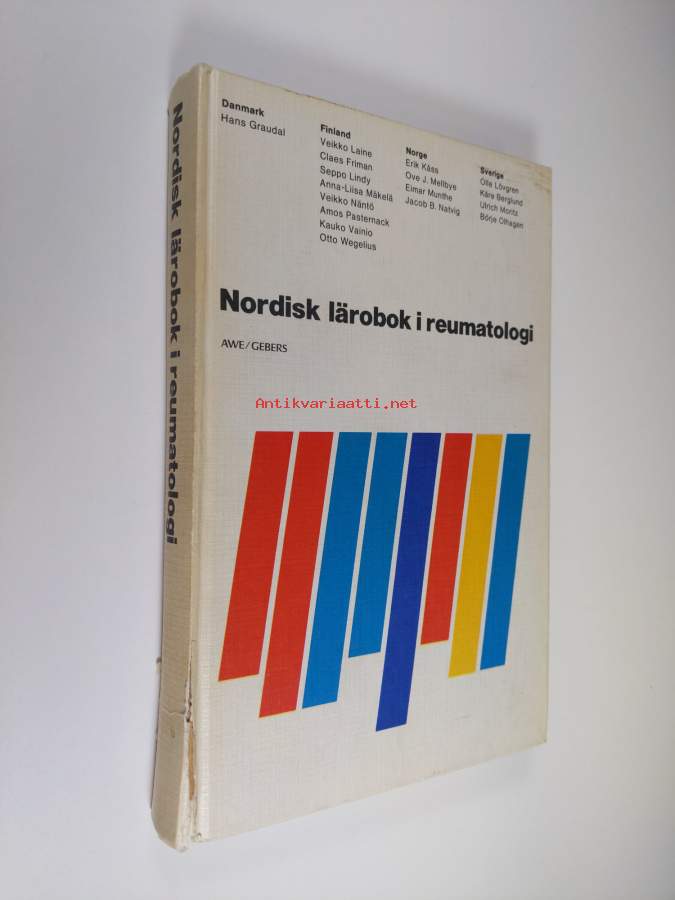 Nordisk lärobok i reumatologi
Danmark
Hans Graudal
Finland
Veikko Laine
Claes Friman
Seppo Lindy
Anna-Liisa Mäkelä
Veikko Näntö
Amos Pasternack
Kauko Vainio
Otto Wegelius
Norge
Erik Kåss
Ove J. Mellbye
Eimar Munthe
Jacob B. Natvig
Sverige
Olle Lövgren
Kåre Berglund
Ulrich Moritz
Börje Olhagen
Nordisk lärobok i reumatologi
AWE/GEBERS
Antikvariaatti.net